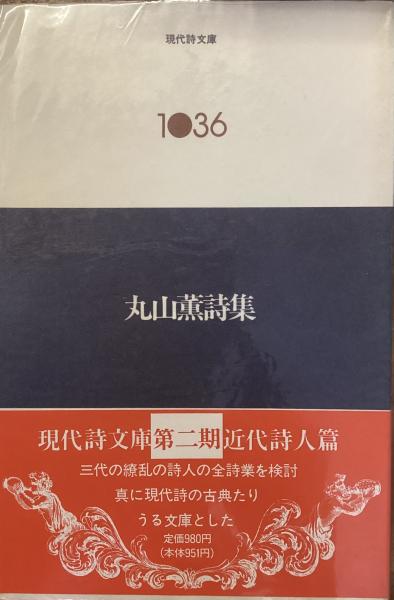 現代詩文庫
1●36
丸山薫詩集
現代詩文庫第二期近代詩人篇
三代の繚乱の詩人の全詩業を検討
真に現代詩の古典たり
うる文庫とした
定価980円
(本体951円)